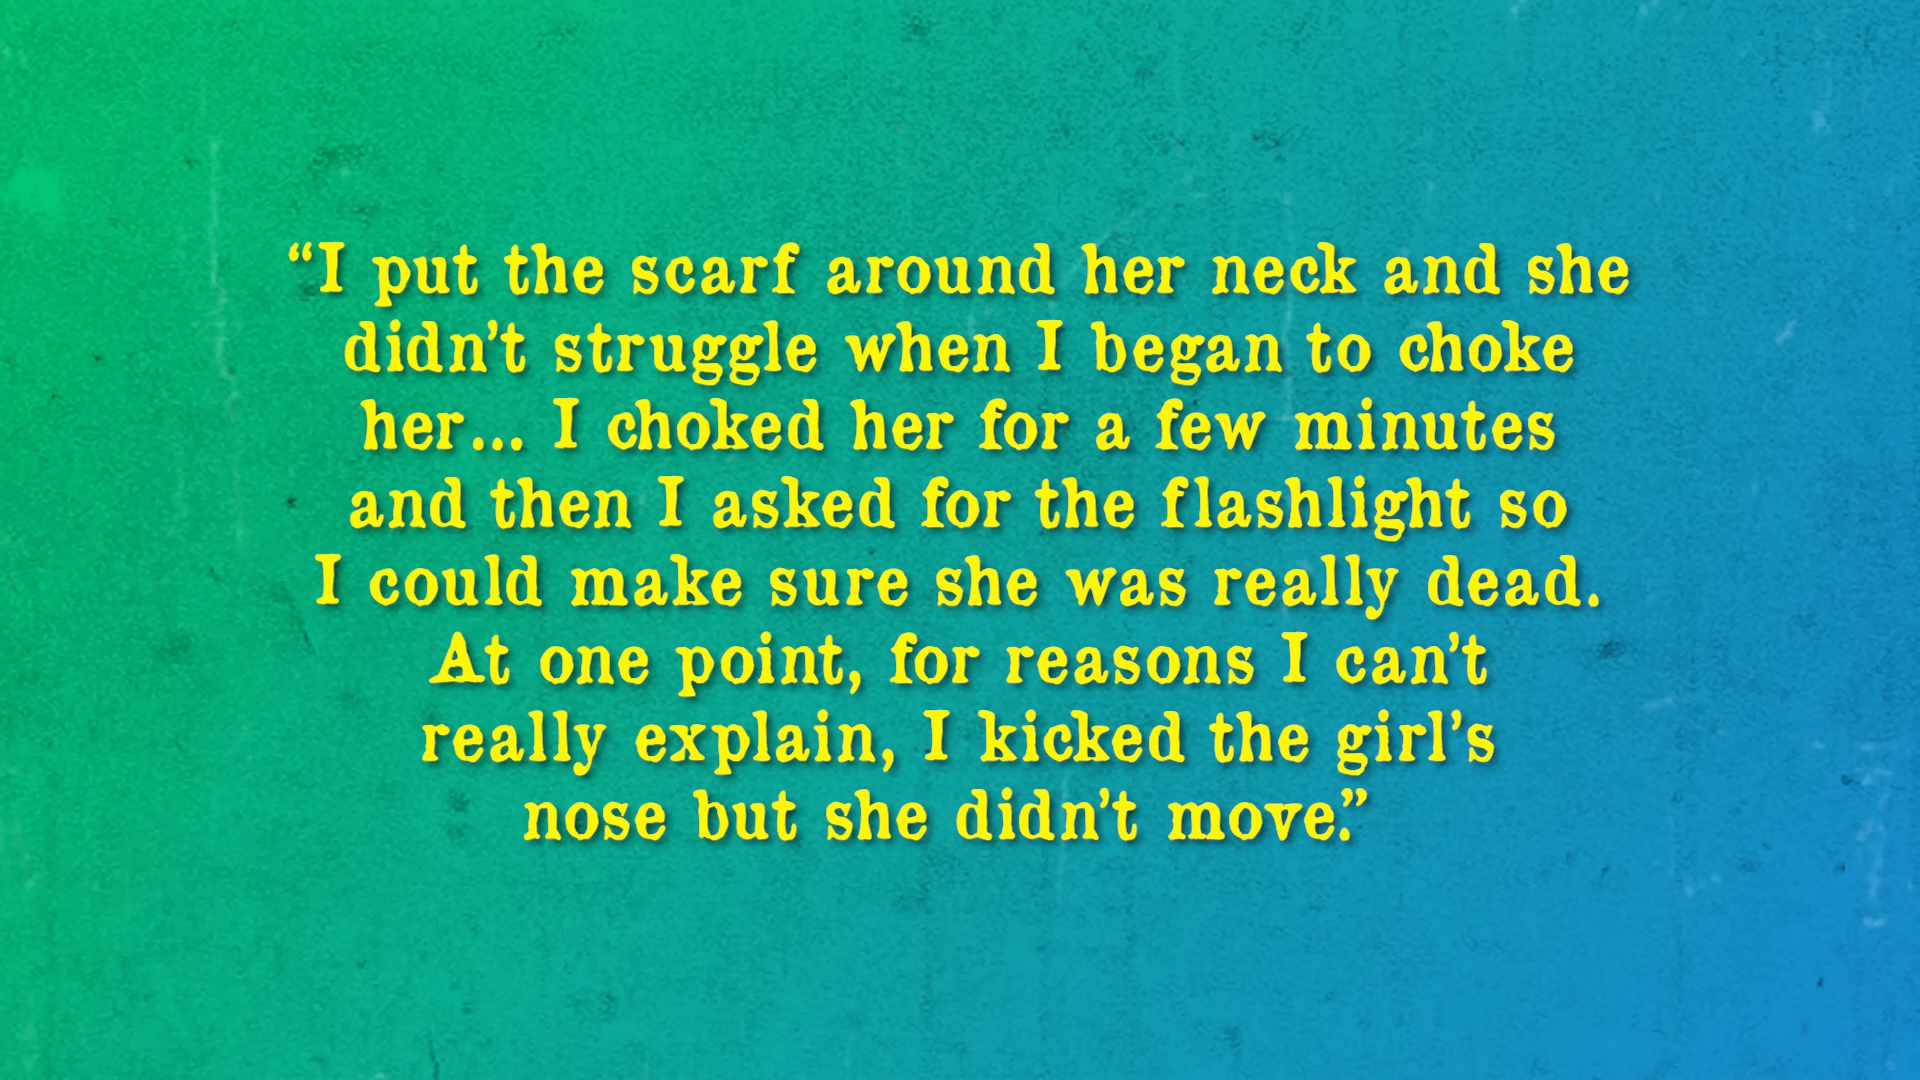 “I put the scarf around her neck and she
didn’t struggle when I began to choke
her... I choked her for a few minutes
and then I asked for the flashlight so
I could make sure she was really dead.
At one point, for reasons I can’t
really explain, I kicked the girl’s
nose but she didn’t move.”